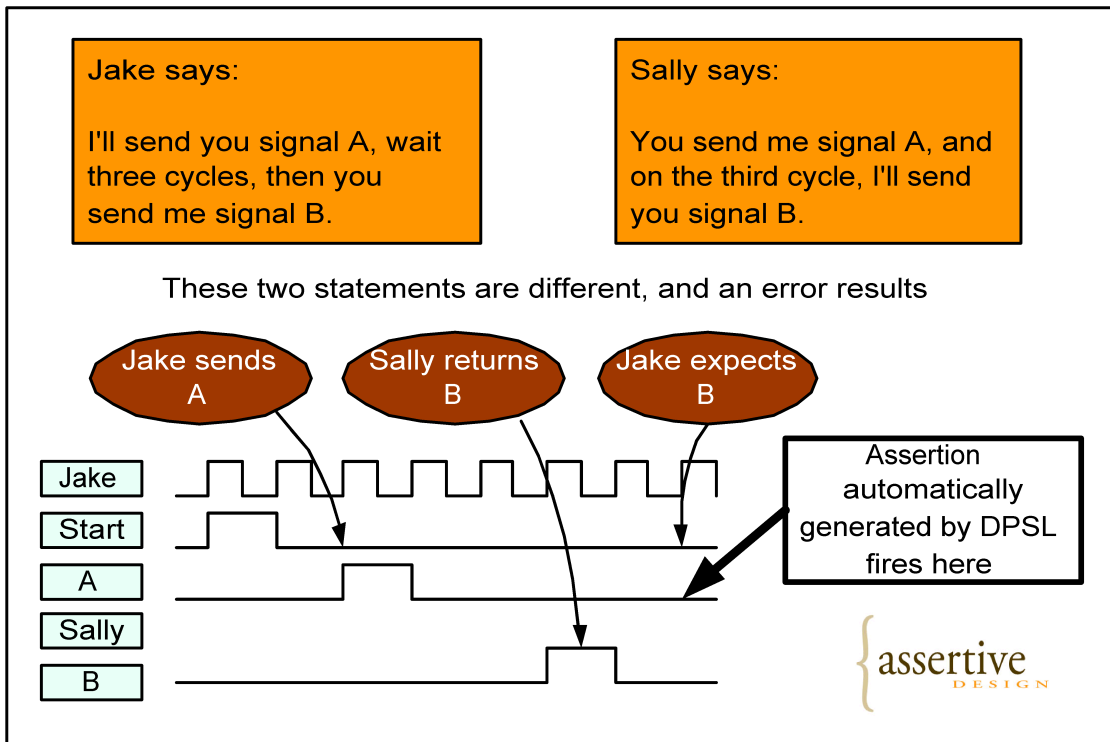 Jake says:
I'll send you signal A, wait
three cycles, then you
send me signal B.
Sally says:
You send me signal A, and
on the third cycle, I'll send
you signal B.
These two statements are different, and an error results
Jake sends
A
Sally returns
B
Jake expects
B
Jake
Start
A
Sally
B
Assertion
automatically
generated by DPSL
fires here
assertive
DESIGN